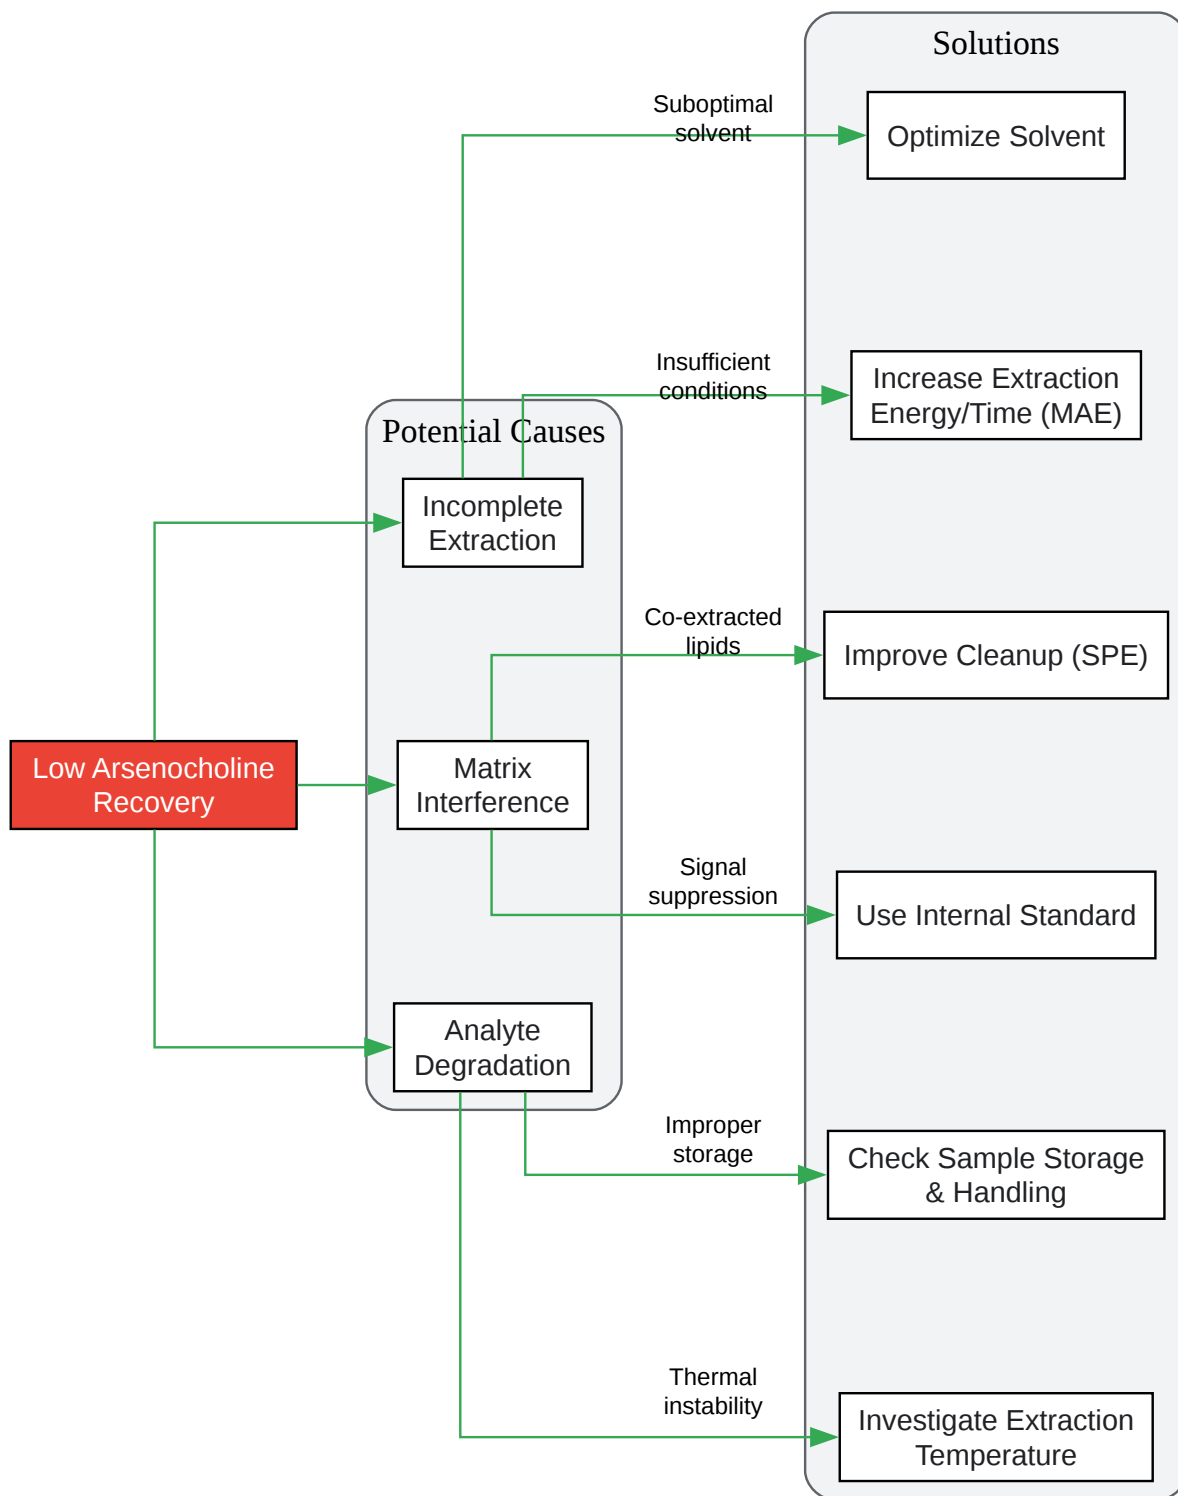 Solutions
Suboptimal
solvent
Optimize Solvent
Insufficient
conditions
Increase Extraction
Energy/Time (MAE)
Potential Causes
Incomplete
Extraction
Co-extracted
lipids
Improve Cleanup (SPE)
Low Arsenocholine
Recovery
Matrix
Interference
Signal
suppression
Use Internal Standard
Analyte
Degradation
Improper
storage
Check Sample Storage
& Handling
Thermal
instability
Investigate Extraction
Temperature